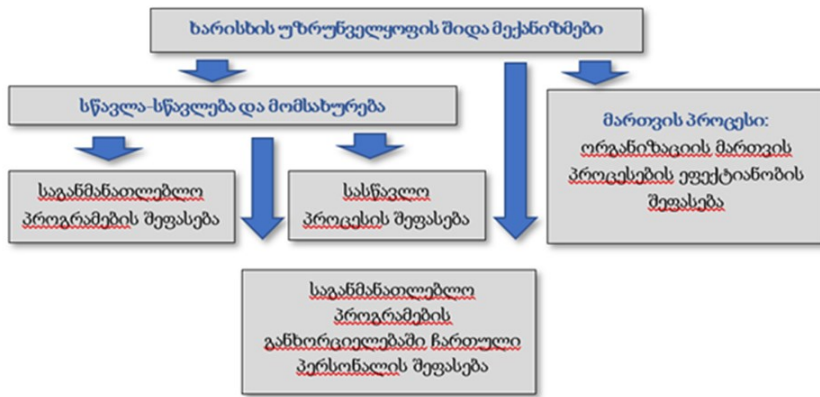 ხარისხის უზრუნველყოფის შიდა მექანიზმები
სწავლა-სწავლება და მომსახურება
მართვის პროცესი:
ორგანიზაციის მართვის
პროცესების ეფექტიანობის
შეფასება
საგანმანათლებლო
პროგრამების შეფასება
სასწავლო
პროცესის შეფასება
საგანმანათლებლო
პროგრამების
განხორციელებაში ჩართული
პერსონალის შეფასება